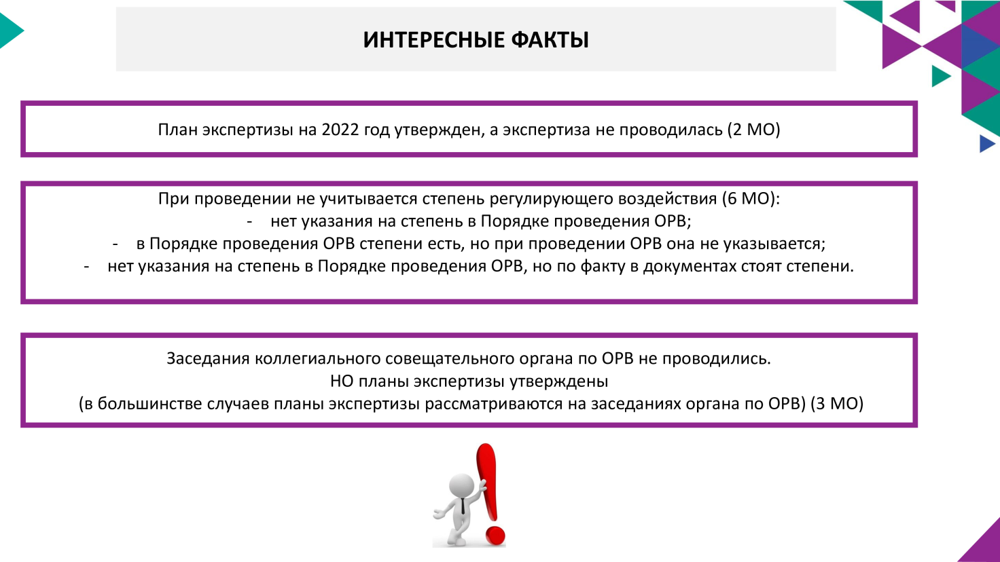 ИНТЕРЕСНЫЕ ФАКТЫ
План экспертизы на 2022 год утвержден, а экспертиза не проводилась (2 МО)
При проведении не учитывается степень регулирующего воздействия (6 МО):
- нет указания на степень в Порядке проведения ОРВ;
- в Порядке проведения ОРВ степени есть, но при проведении ОРВ она не указывается;
- нет указания на степень в Порядке проведения ОРВ, но по факту в документах стоят степени.
Заседания коллегиального совещательного органа по ОРВ не проводились.
НО планы экспертизы утверждены
(в большинстве случаев планы экспертизы рассматриваются на заседаниях органа по ОРВ) (3 МО)